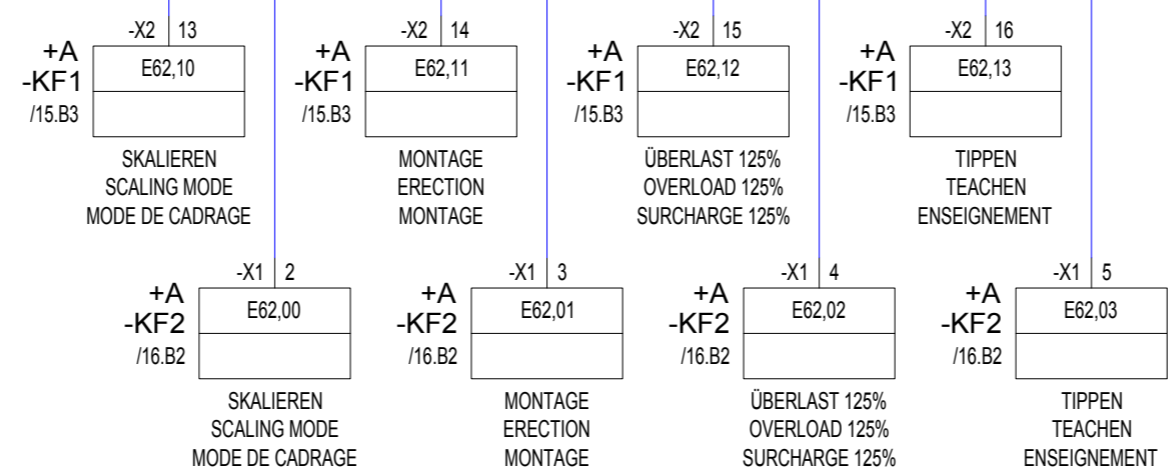 -X2 13
+A
-KF1
/15.B3
E62,10
SKALIEREN
SCALING MODE
MODE DE CADRAGE
-X2 14
+A
-KF1
/15.B3
E62,11
MONTAGE
ERECTION
MONTAGE
-X2 15
+A
-KF1
/15.B3
E62,12
ÜBERLAST 125%
OVERLOAD 125%
SURCHARGE 125%
-X2 16
+A
-KF1
/15.B3
E62,13
TIPPEN
TEACHEN
ENSEIGNEMENT
-X1 2
+A
-KF2
/16.B2
E62,00
SKALIEREN
SCALING MODE
MODE DE CADRAGE
-X1 3
+A
-KF2
/16.B2
E62,01
MONTAGE
ERECTION
MONTAGE
-X1 4
+A
-KF2
/16.B2
E62,02
ÜBERLAST 125%
OVERLOAD 125%
SURCHARGE 125%
-X1 5
+A
-KF2
/16.B2
E62,03
TIPPEN
TEACHEN
ENSEIGNEMENT